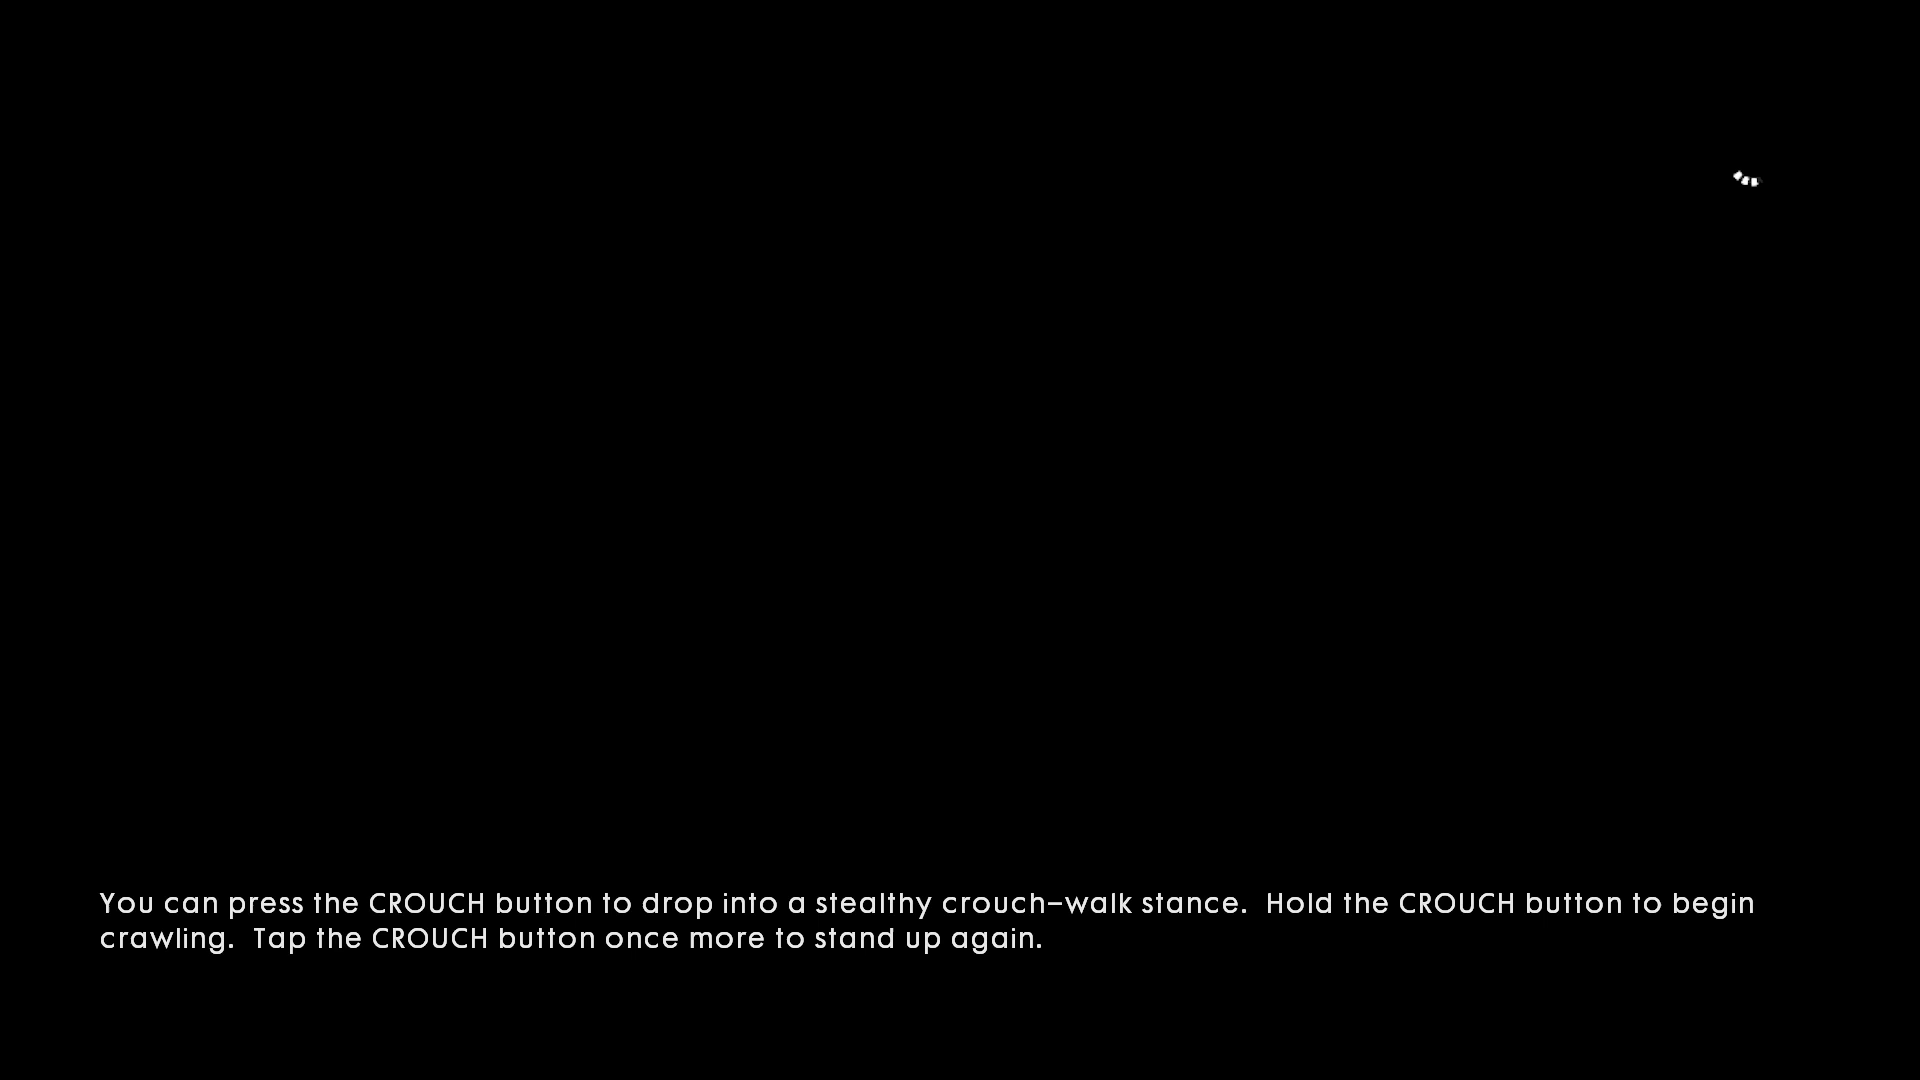 You can press the CROUCH button to drop into a stealthy crouch-walk stance.  Hold the CROUCH button to begin
crawling.  Tap the CROUCH button once more to stand up again.